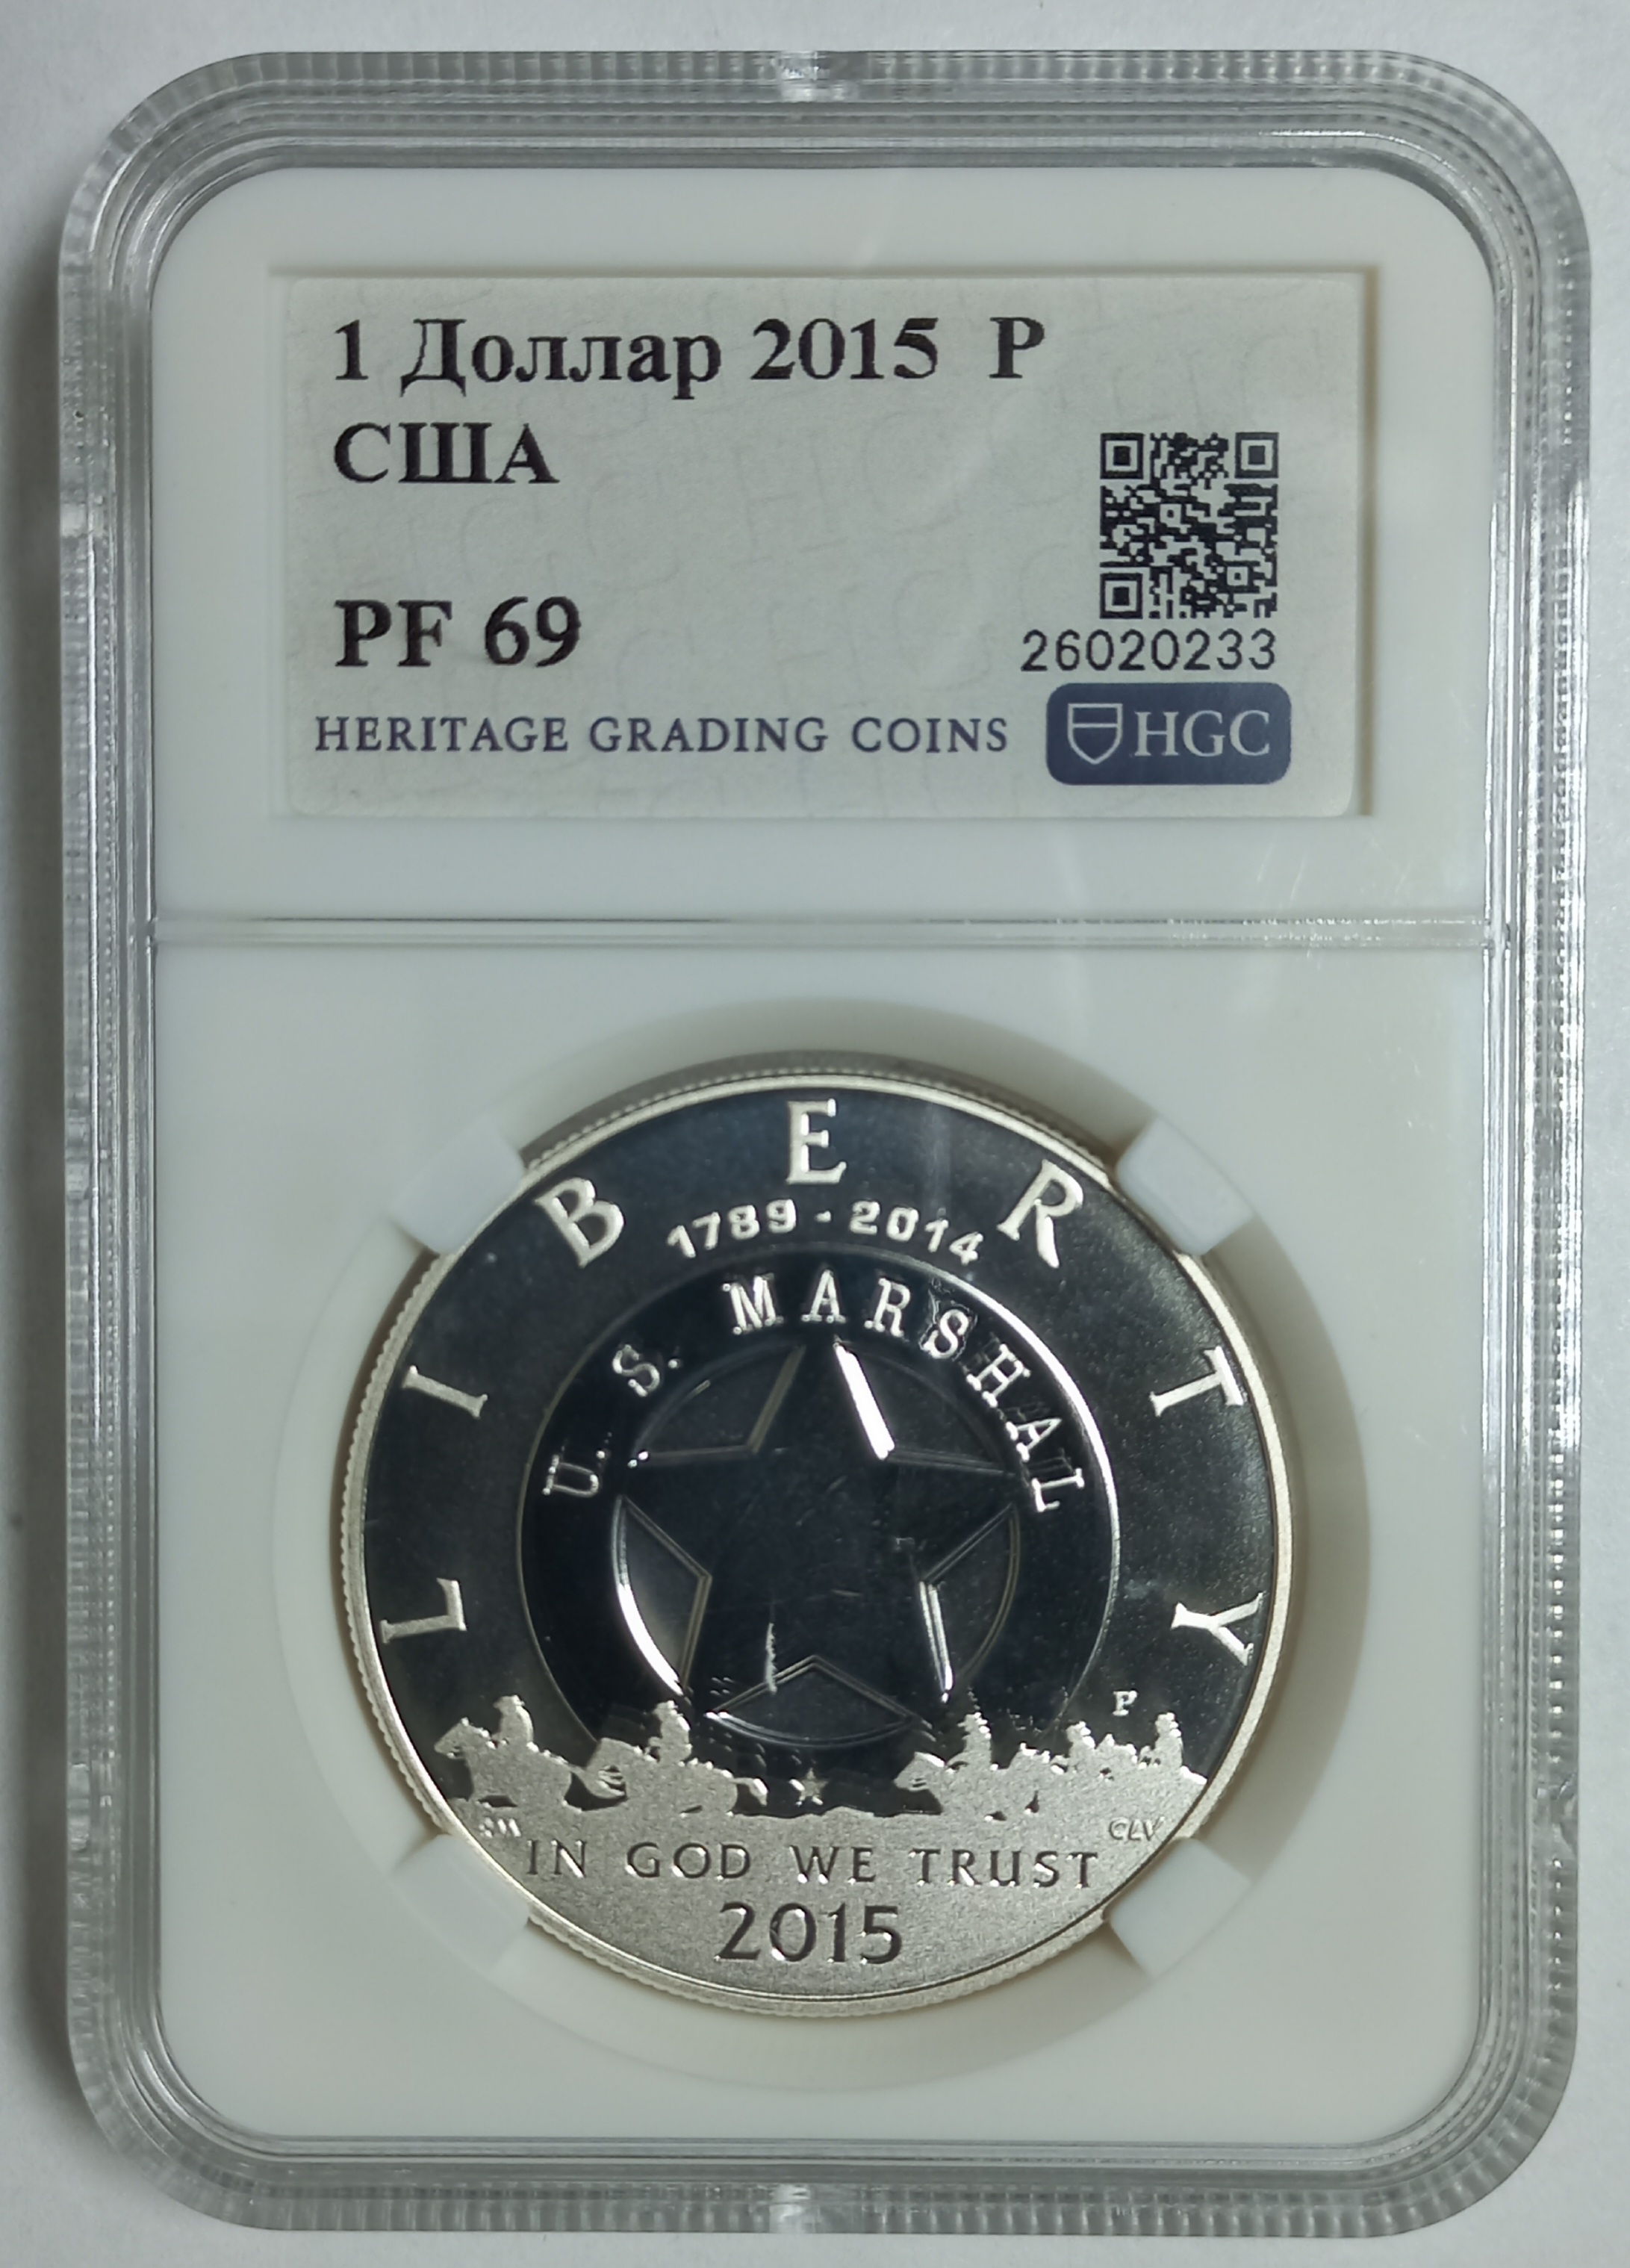 1 Доллар 2015 P
США
PF 69
26020233
HERITAGE GRADING COINS
HGC
LIBERTY
1789 - 2014
U. S. MARSHAL
P
CLV
IN GOD WE TRUST
2015